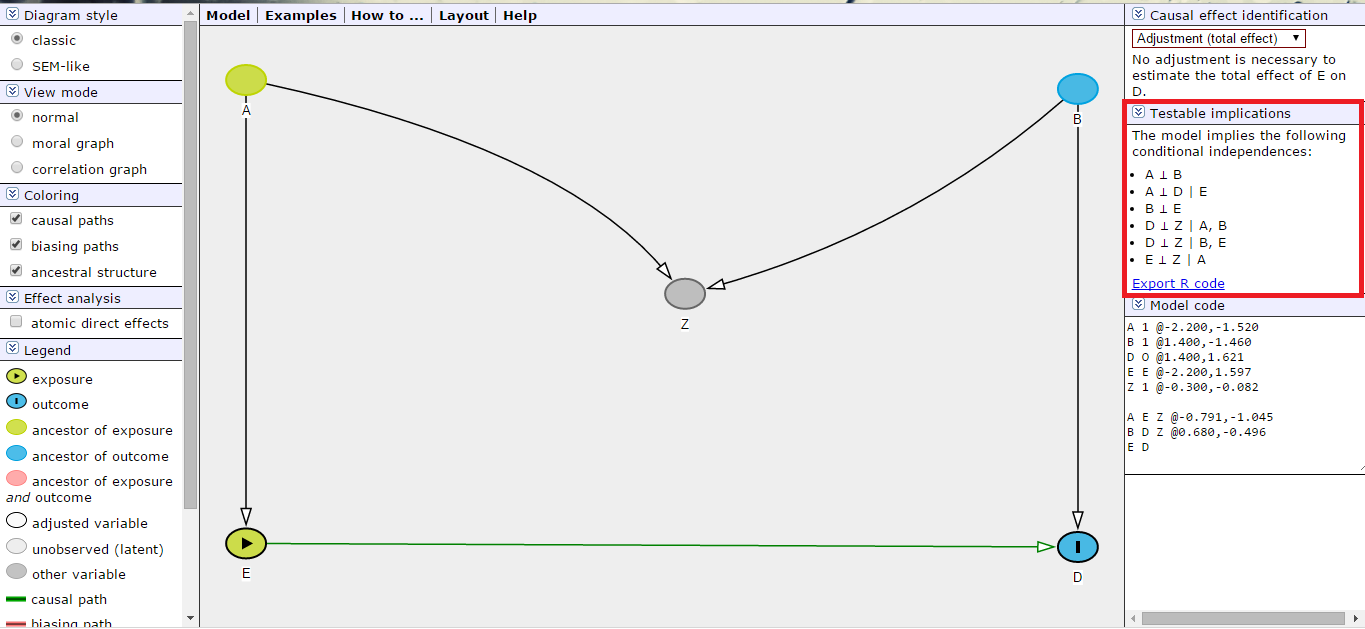 Diagram style
classic
SEM-like
View mode
normal
moral graph
correlation graph
Coloring
causal paths
biasing paths
ancestral structure
Effect analysis
atomic direct effects
Legend
exposure
outcome
ancestor of exposure
ancestor of outcome
ancestor of exposure
and outcome
adjusted variable
unobserved (latent)
other variable
causal path
biasing path
Model Examples How to ... Layout Help
A
B
Z
E
D
Causal effect identification
Adjustment (total effect)
No adjustment is necessary to
estimate the total effect of E on
D.
Testable implications
The model implies the following
conditional independences:
• A ⊥ B
• A ⊥ D | E
• B ⊥ E
• D ⊥ Z | A, B
• D ⊥ Z | B, E
• E ⊥ Z | A
Export R code
Model code
A 1 @-2.200,-1.520
B 1 @1.400,-1.460
D O @1.400,1.621
E E @-2.200,1.597
Z 1 @-0.300,-0.082
A E Z @-0.791,-1.045
B D Z @0.680,-0.496
E D